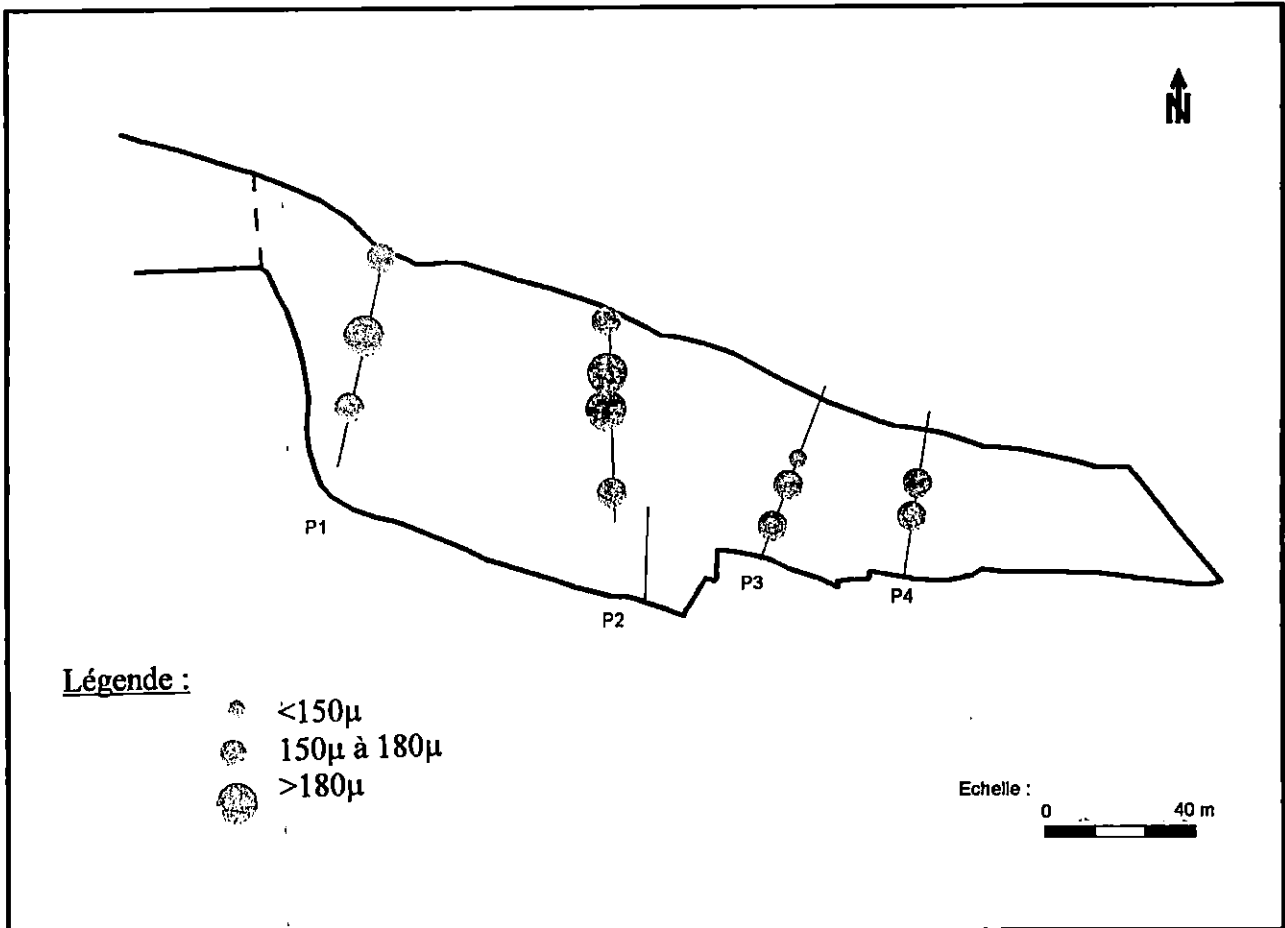 N
P1
P2
P3
P4
Légende :
<150µ
150µ à 180µ
>180µ
Echelle :
0 40 m